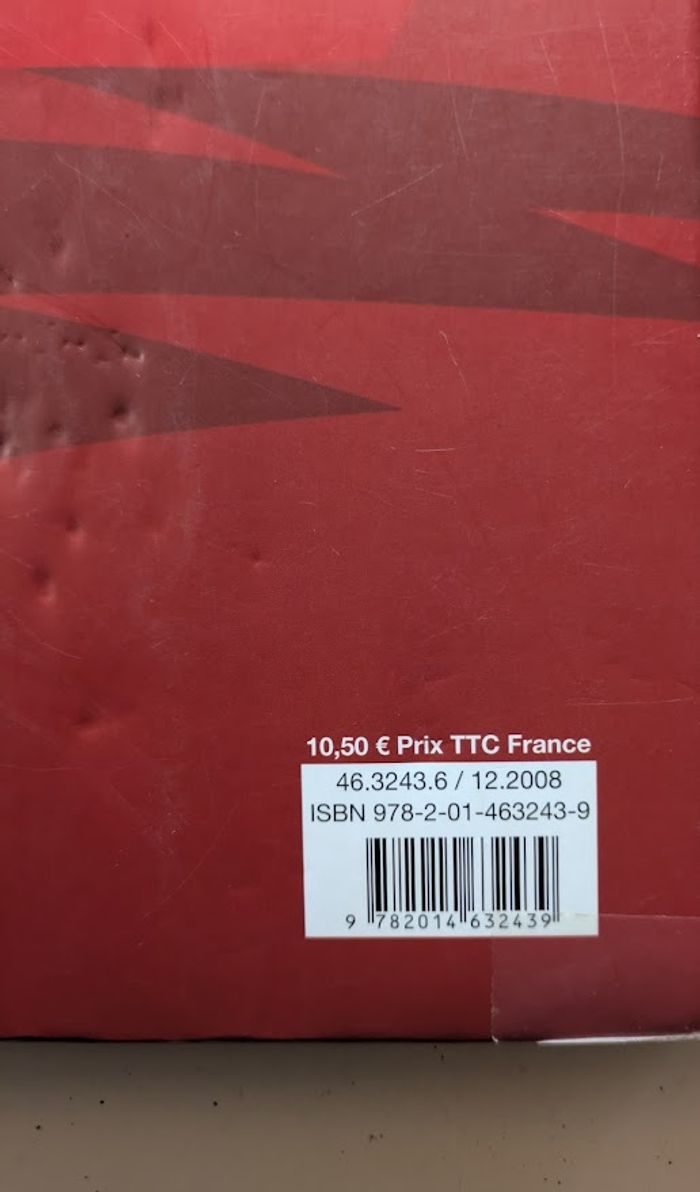 10,50 € Prix TTC France
46.3243.6 / 12.2008
ISBN 978-2-01-463243-9
9 782014 632439